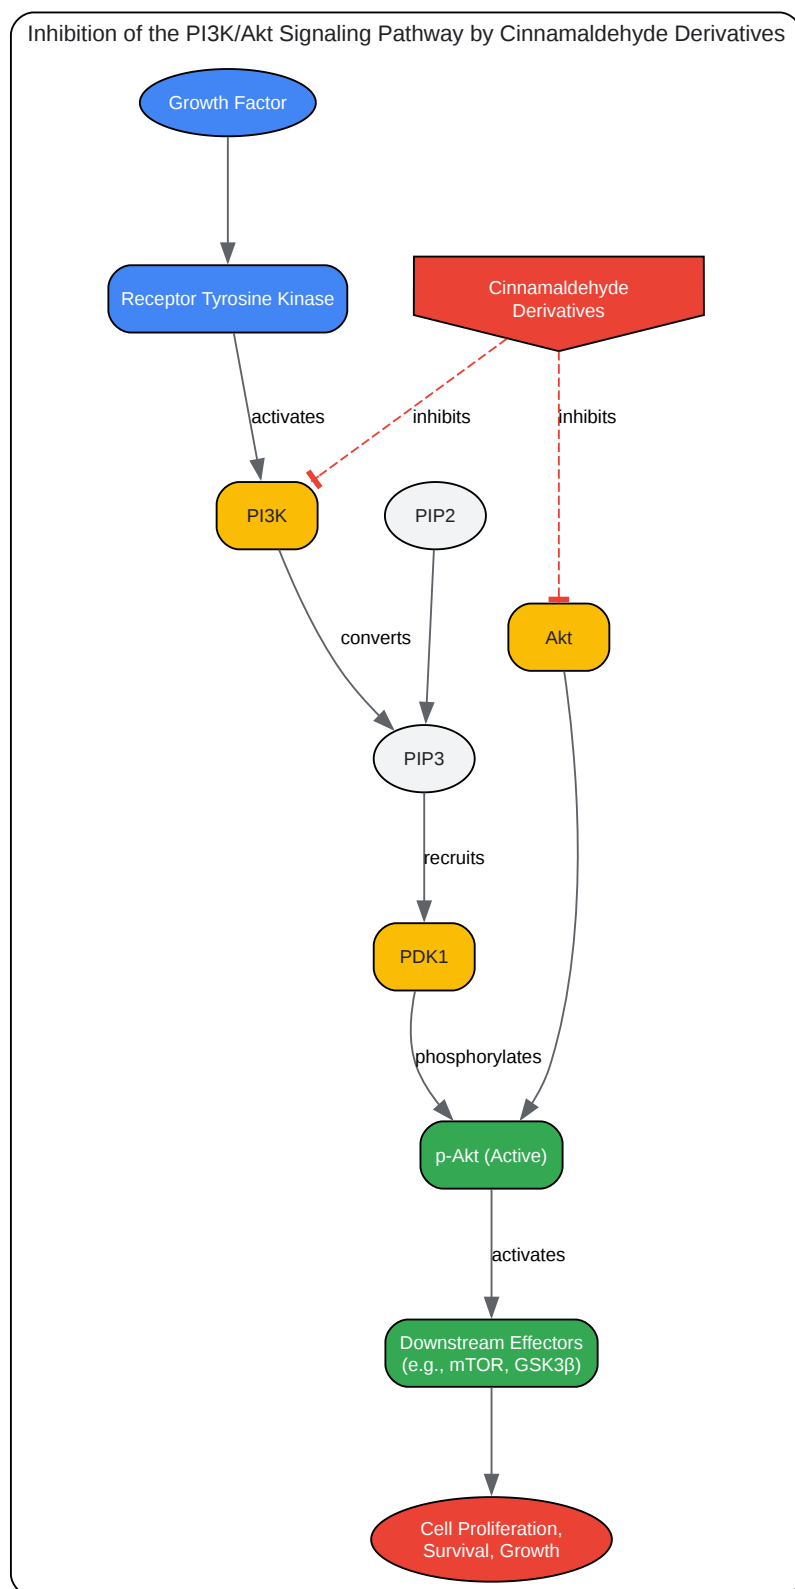 Inhibition of the PI3K/Akt Signaling Pathway by Cinnamaldehyde Derivatives
Growth Factor
Receptor Tyrosine Kinase
Cinnamaldehyde
Derivatives
activates
inhibits
inhibits
PI3K
PIP2
converts
Akt
PIP3
recruits
PDK1
phosphorylates
p-Akt (Active)
activates
Downstream Effectors
(e.g., mTOR, GSK3β)
Cell Proliferation,
Survival, Growth